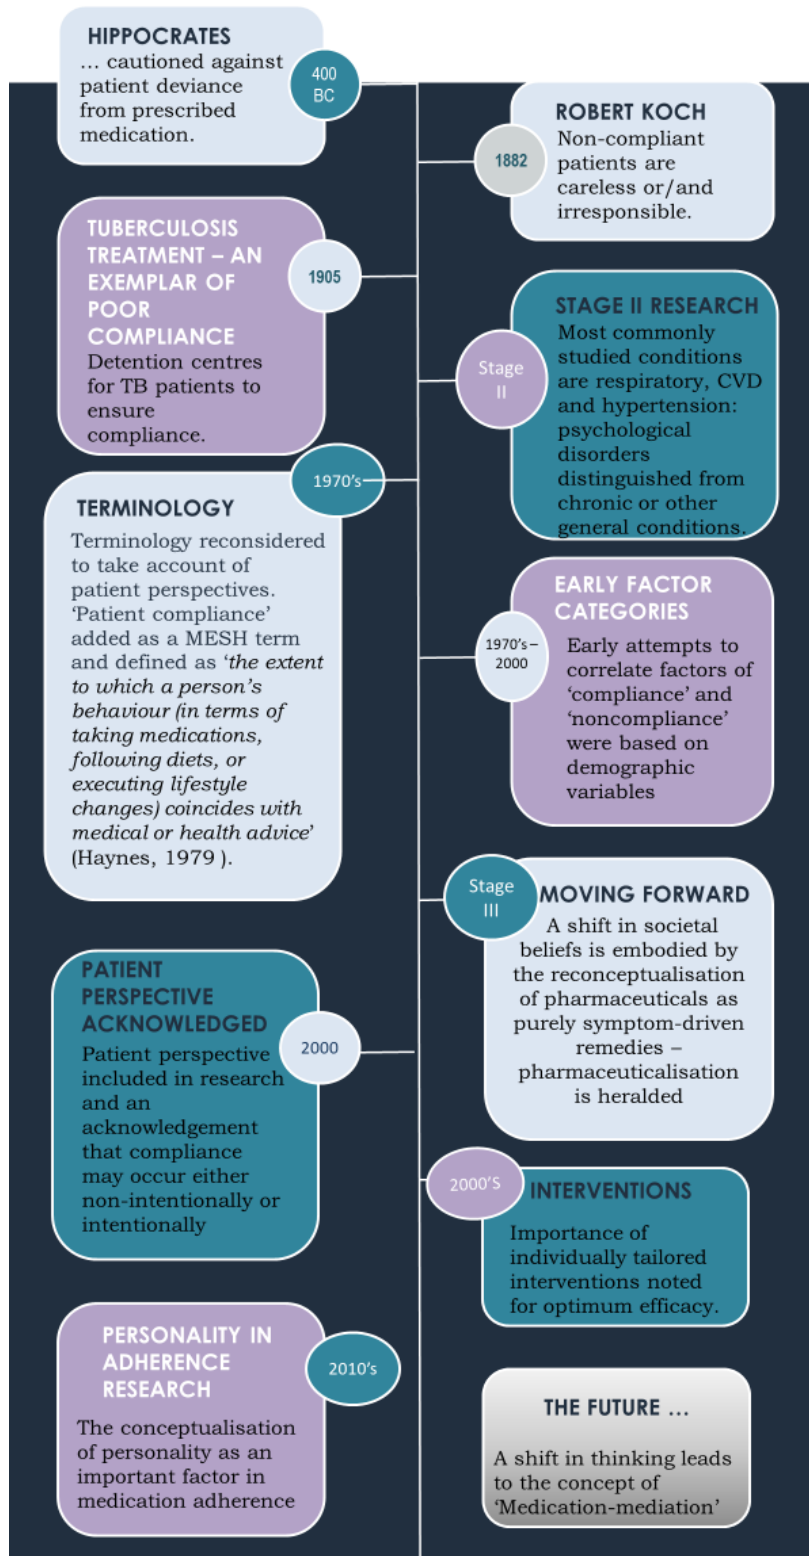 HIPPOCRATES
… cautioned against
patient deviance
from prescribed
medication.
400
BC
ROBERT KOCH
Non-compliant
patients are
careless or/and
irresponsible.
1882
TUBERCULOSIS
TREATMENT – AN
EXEMPLAR OF
POOR
COMPLIANCE
Detention centres
for TB patients to
ensure
compliance.
1905
STAGE II RESEARCH
Most commonly
studied conditions
are respiratory, CVD
and hypertension:
psychological
disorders
distinguished from
chronic or other
general conditions.
Stage
II
1970's
TERMINOLOGY
Terminology reconsidered
to take account of
patient perspectives.
‘Patient compliance’
added as a MESH term
and defined as ‘the extent
to which a person’s
behaviour (in terms of
taking medications,
following diets, or
executing lifestyle
changes) coincides with
medical or health advice’
(Haynes, 1979 ).
EARLY FACTOR
CATEGORIES
Early attempts to
correlate factors of
‘compliance’ and
‘noncompliance’
were based on
demographic
variables
1970’s –
2000
Stage
III
MOVING FORWARD
A shift in societal
beliefs is embodied by
the reconceptualisation
of pharmaceuticals as
purely symptom-driven
remedies –
pharmaceuticalisation
is heralded
PATIENT
PERSPECTIVE
ACKNOWLEDGED
Patient perspective
included in research
and an
acknowledgement
that compliance
may occur either
non-intentionally or
intentionally
2000
2000’S
INTERVENTIONS
Importance of
individually tailored
interventions noted
for optimum efficacy.
PERSONALITY IN
ADHERENCE
RESEARCH
The conceptualisation
of personality as an
important factor in
medication adherence
2010’s
THE FUTURE …
A shift in thinking leads
to the concept of
‘Medication-mediation’